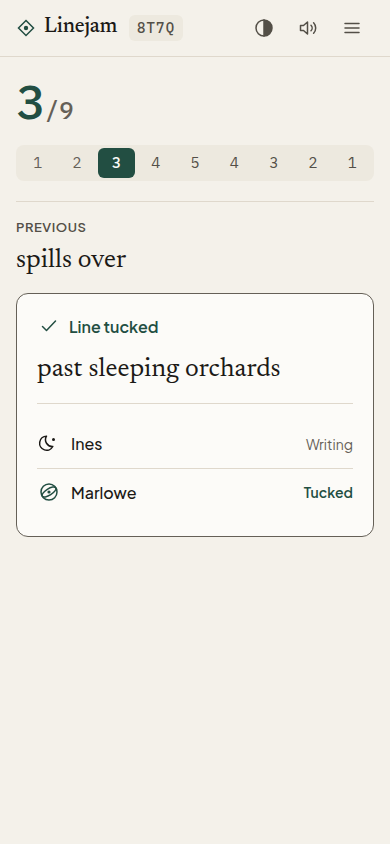 Linejam 8T7Q
3/9
1 2 3 4 5 4 3 2 1
PREVIOUS
spills over
Line tucked
past sleeping orchards
Ines Writing
Marlowe Tucked